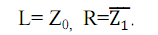 L= Z₀, R=Z̅₁.